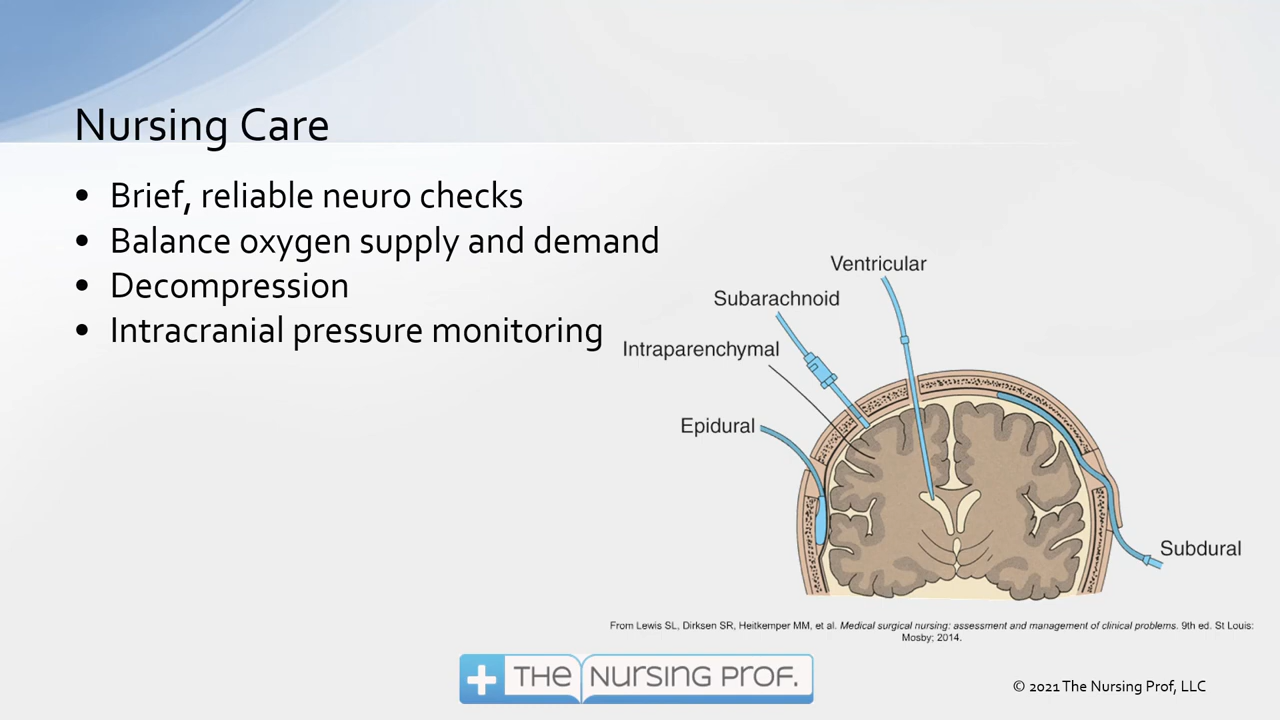 Nursing Care
• Brief, reliable neuro checks
• Balance oxygen supply and demand
• Decompression
• Intracranial pressure monitoring
Ventricular
Subarachnoid
Intraparenchymal
Epidural
Subdural
From Lewis SL, Dirksen SR, Heitkemper MM, et al. Medical surgical nursing: assessment and management of clinical problems. 9th ed. St Louis:
Mosby; 2014.
THE NURSING PROF.
© 2021 The Nursing Prof, LLC